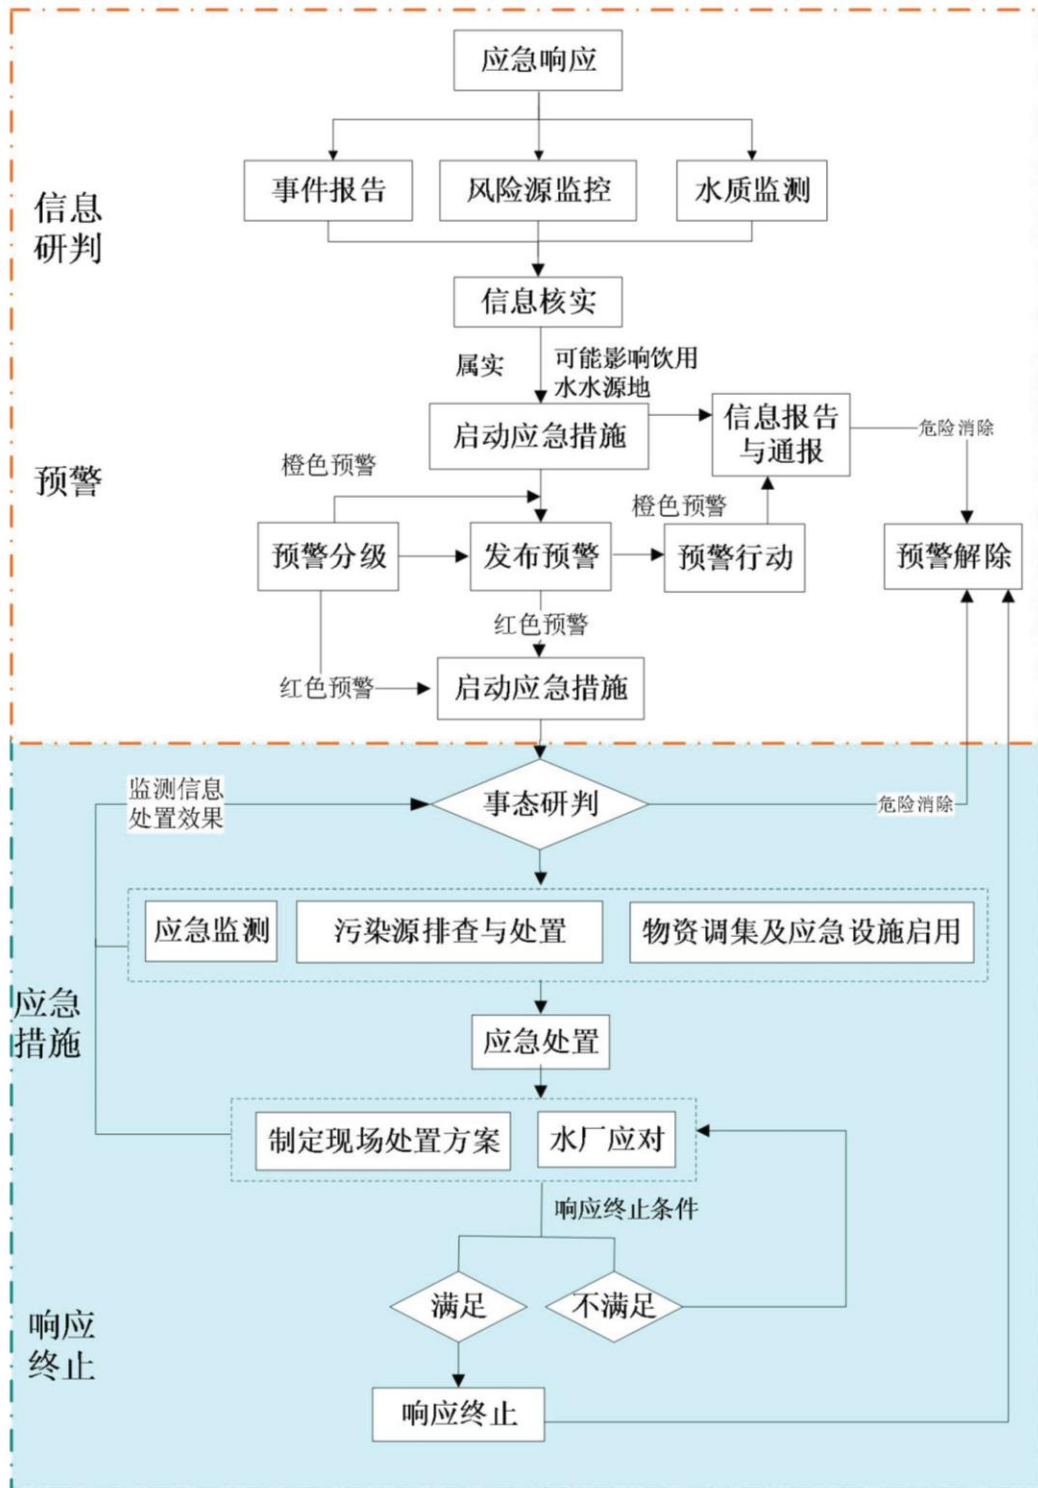 应急响应
事件报告
风险源监控
水质监测
信息
研判
信息核实
属实
可能影响饮用
水水源地
启动应急措施
信息报告
与通报
危险消除
预警
橙色预警
橙色预警
预警分级
发布预警
预警行动
预警解除
红色预警
红色预警
启动应急措施
监测信息
处置效果
事态研判
危险消除
应急监测
污染源排查与处置
物资调集及应急设施启用
应急
措施
应急处置
制定现场处置方案
水厂应对
响应终止条件
满足
不满足
响应
终止
响应终止